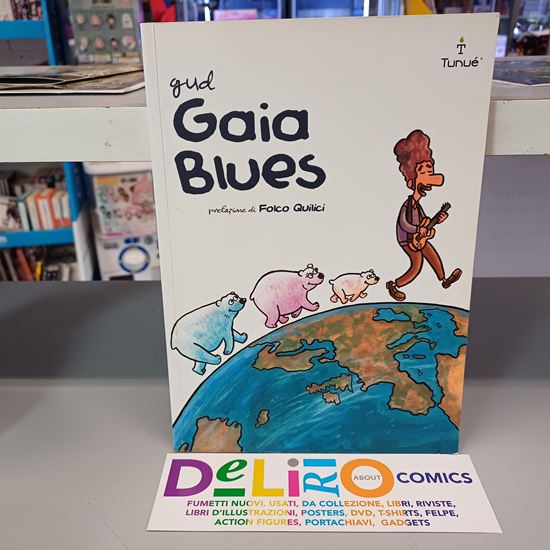 Tunué
gud
Gaia
Blues
prefazione di Folco Quilici
DeLiRiO ABOUT COMICS
FUMETTI NUOVI, USATI, DA COLLEZIONE, LIBRI, RIVISTE,
LIBRI D'ILLUSTRAZIONI, POSTERS, DVD, T-SHIRTS, FELPE,
ACTION FIGURES, PORTACHIAVI, GADGETS